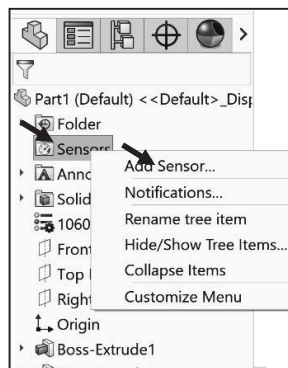 Part1 (Default) <<Default>_Disp
Folder
Sensors
Add Sensor...
Anno
Notifications...
Solid
Rename tree item
1060
Hide/Show Tree Items...
Front
Collapse Items
Top
Customize Menu
Right
Origin
Boss-Extrude1